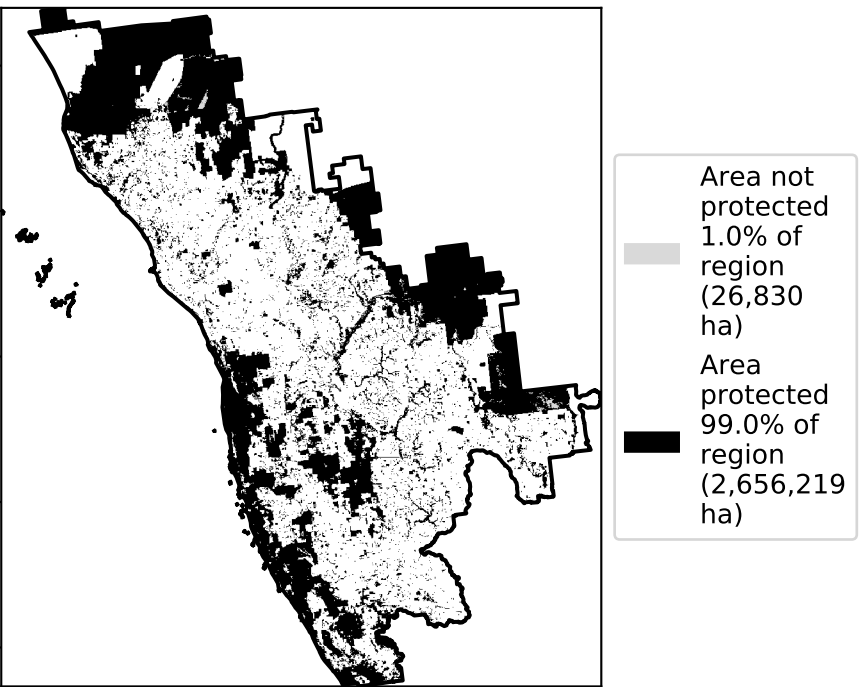 Area not
protected
1.0% of
region
(26,830
ha)
Area
protected
99.0% of
region
(2,656,219
ha)